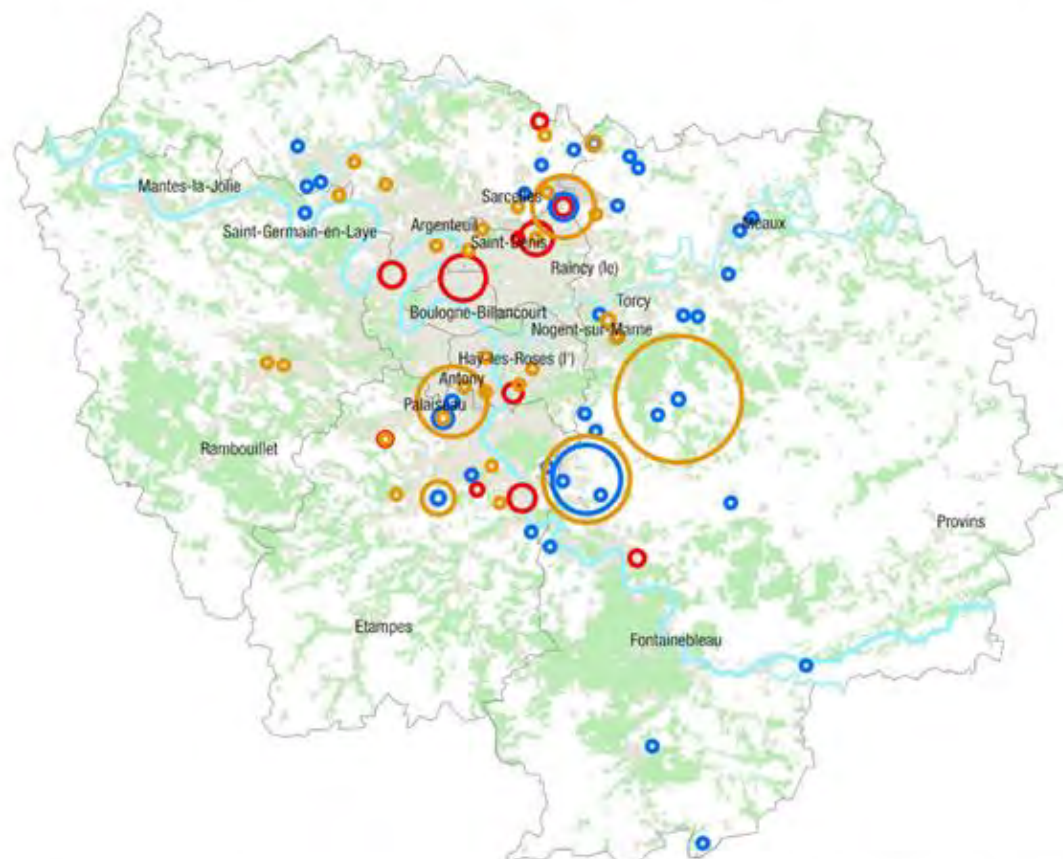 Mantes-la-Jolie
Sarcelles
Argenteuil
Meaux
Saint-Germain-en-Laye
Saint-Denis
Raincy (le)
Torcy
Boulogne-Billancourt
Nogent-sur-Marne
Hay-les-Roses (l')
Antony
Palaiseau
Rambouillet
Provins
Etampes
Fontainebleau